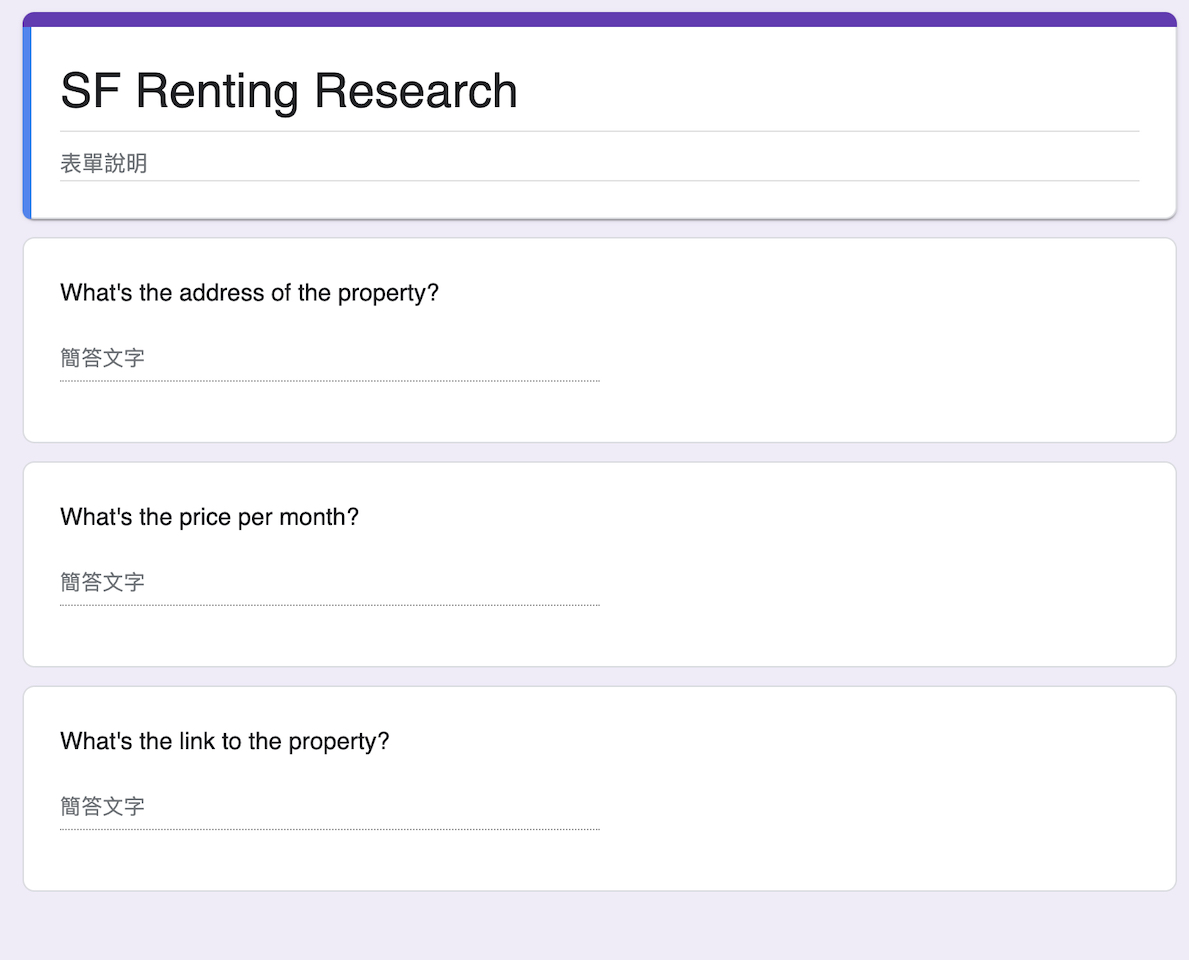 SF Renting Research
表單說明
What's the address of the property?
簡答文字
What's the price per month?
簡答文字
What's the link to the property?
簡答文字